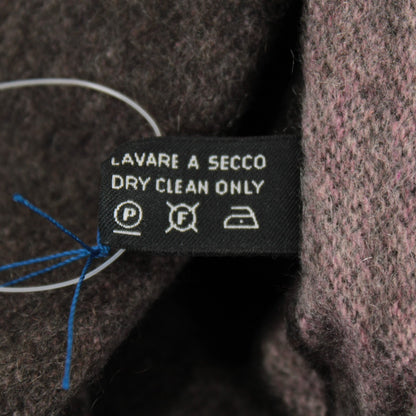 LAVARE A SECCO
DRY CLEAN ONLY
P F